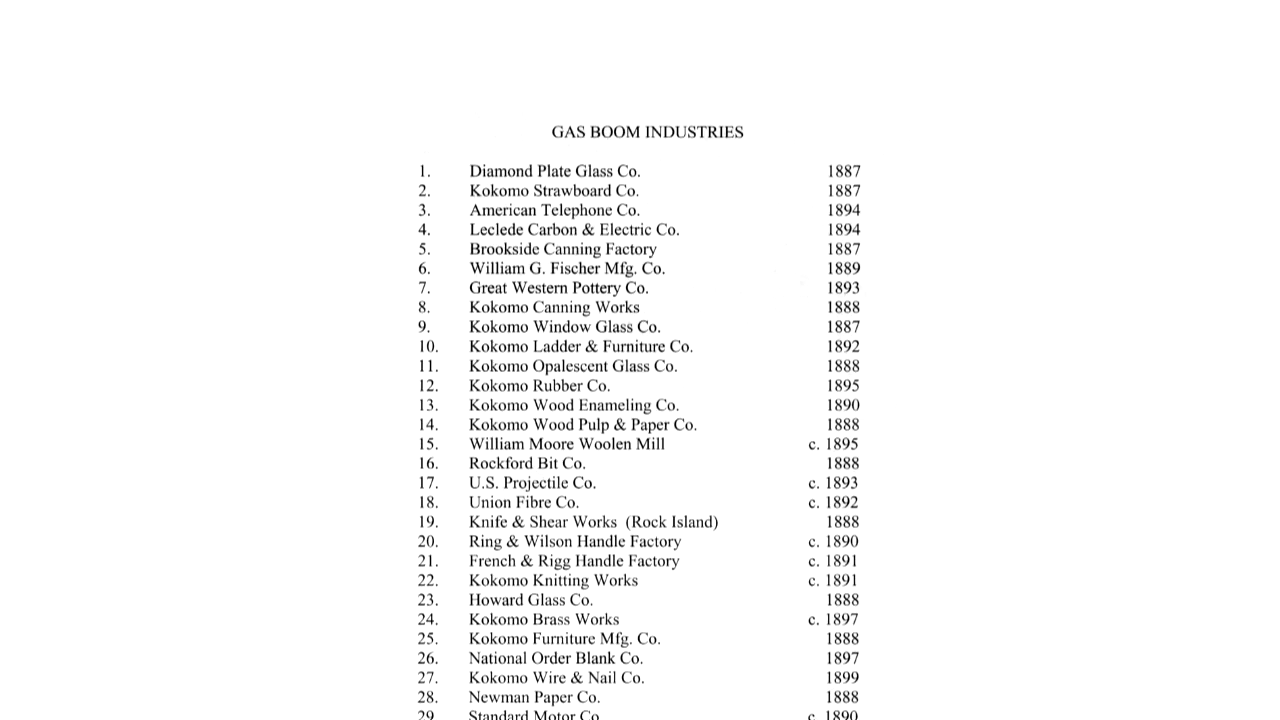 GAS BOOM INDUSTRIES
1. Diamond Plate Glass Co. 1887
2. Kokomo Strawboard Co. 1887
3. American Telephone Co. 1894
4. Leclede Carbon & Electric Co. 1894
5. Brookside Canning Factory 1887
6. William G. Fischer Mfg. Co. 1889
7. Great Western Pottery Co. 1893
8. Kokomo Canning Works 1888
9. Kokomo Window Glass Co. 1887
10. Kokomo Ladder & Furniture Co. 1892
11. Kokomo Opalescent Glass Co. 1888
12. Kokomo Rubber Co. 1895
13. Kokomo Wood Enameling Co. 1890
14. Kokomo Wood Pulp & Paper Co. 1888
15. William Moore Woolen Mill c. 1895
16. Rockford Bit Co. 1888
17. U.S. Projectile Co. c. 1893
18. Union Fibre Co. c. 1892
19. Knife & Shear Works (Rock Island) 1888
20. Ring & Wilson Handle Factory c. 1890
21. French & Rigg Handle Factory c. 1891
22. Kokomo Knitting Works c. 1891
23. Howard Glass Co. 1888
24. Kokomo Brass Works c. 1897
25. Kokomo Furniture Mfg. Co. 1888
26. National Order Blank Co. 1897
27. Kokomo Wire & Nail Co. 1899
28. Newman Paper Co. 1888
29. Standard Motor Co. c. 1890